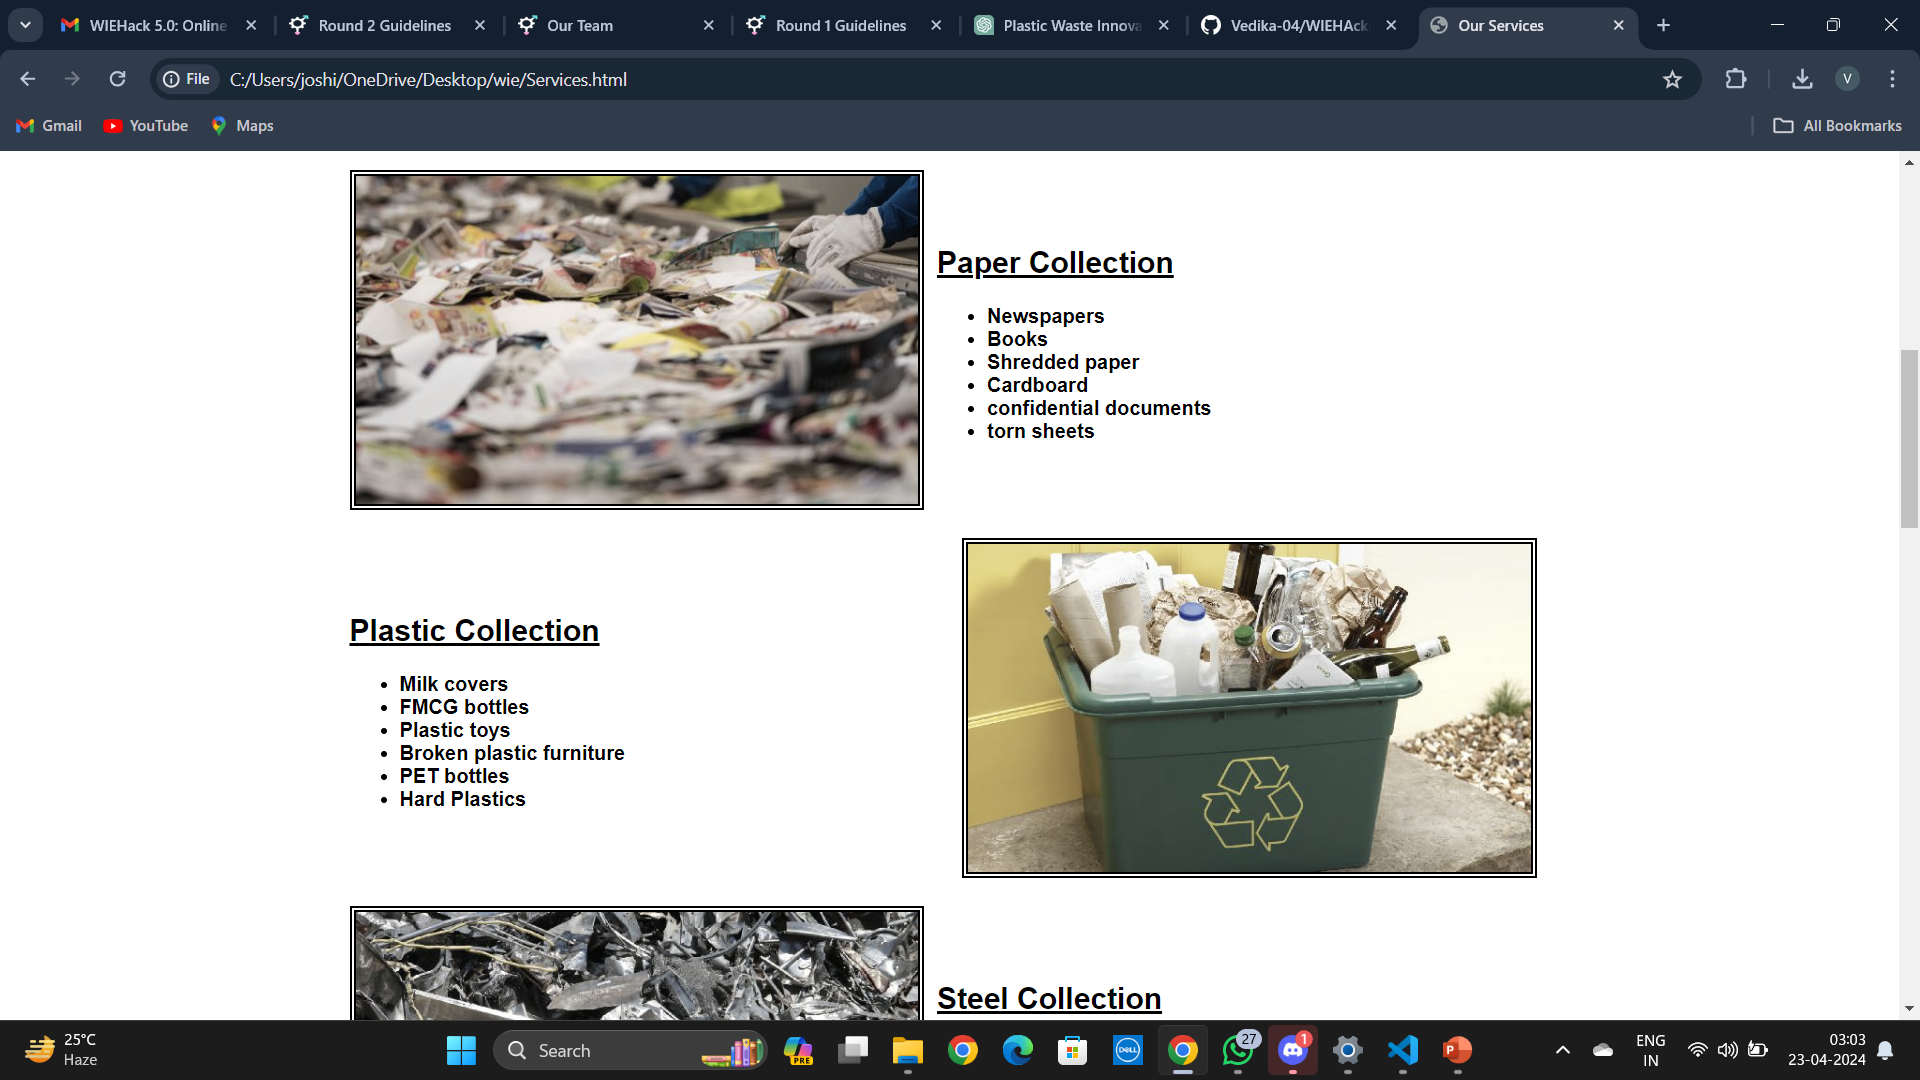 WIEHack 5.0: Online
Round 2 Guidelines
Our Team
Round 1 Guidelines
Plastic Waste Innova
Vedika-04/WIEHAck
Our Services
File
C:/Users/joshi/OneDrive/Desktop/wie/Services.html
V
Gmail
YouTube
Maps
All Bookmarks
Paper Collection
• Newspapers
• Books
• Shredded paper
• Cardboard
• confidential documents
• torn sheets
Plastic Collection
• Milk covers
• FMCG bottles
• Plastic toys
• Broken plastic furniture
• PET bottles
• Hard Plastics
Steel Collection
25°C
Haze
Search
PRE
DELL
27
1
P
ENG
IN
03:03
23-04-2024